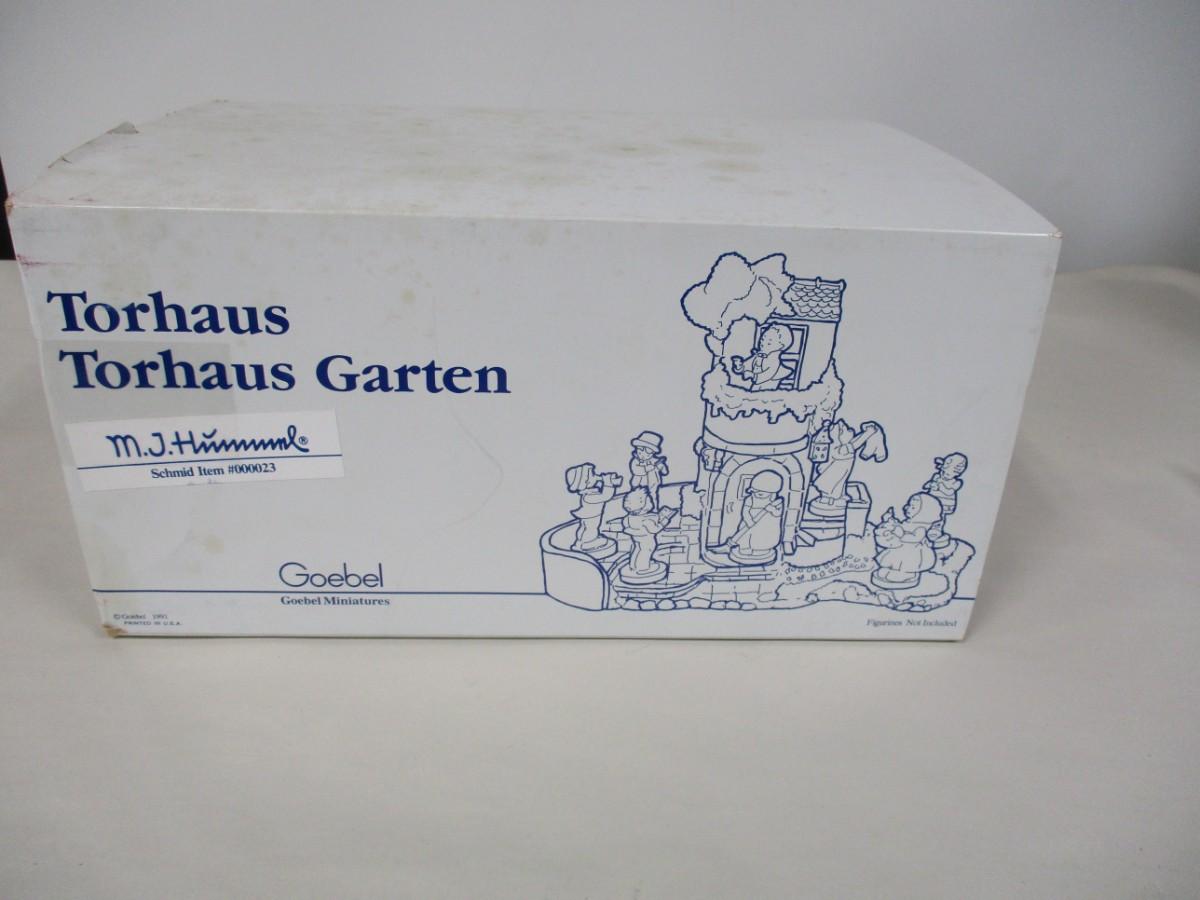 Torhaus
Torhaus Garten
M.J.Hummel®
Schmid Item #000023
Goebel
Goebel Miniatures
© Goebel 1991
PRINTED IN U.S.A.
Figurines Not Included